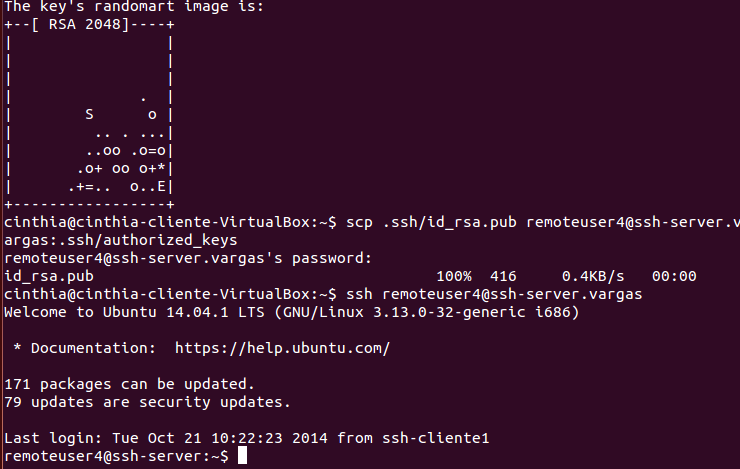 The key's randomart image is:
+--[ RSA 2048]----+
|                 |
|                 |
|                 |
|              .  |
|        S      o |
|         .. . ...|
|        ..oo .o=o|
|       .o+ oo o+*|
|      .+=..  o..E|
+-----------------+
cinthia@cinthia-cliente-VirtualBox:~$ scp .ssh/id_rsa.pub remoteuser4@ssh-server.v
argas:.ssh/authorized_keys
remoteuser4@ssh-server.vargas's password:
id_rsa.pub                                    100%  416     0.4KB/s   00:00
cinthia@cinthia-cliente-VirtualBox:~$ ssh remoteuser4@ssh-server.vargas
Welcome to Ubuntu 14.04.1 LTS (GNU/Linux 3.13.0-32-generic i686)

 * Documentation:  https://help.ubuntu.com/

171 packages can be updated.
79 updates are security updates.

Last login: Tue Oct 21 10:22:23 2014 from ssh-cliente1
remoteuser4@ssh-server:~$